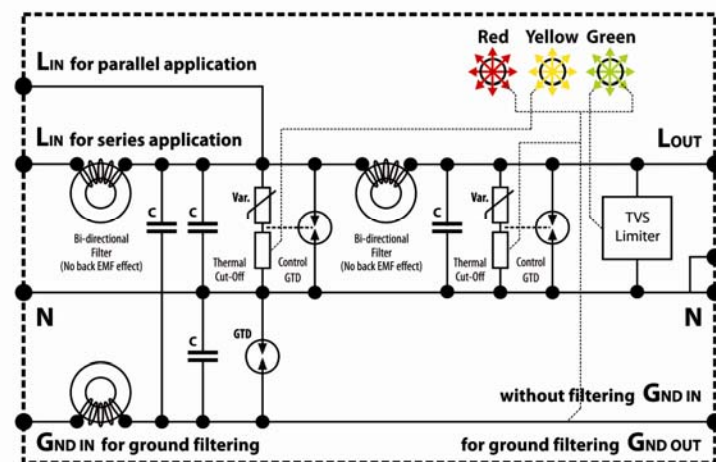 Red Yellow Green
LIN for parallel application
LIN for series application
LOUT
Var.
Var.
C
C
C
TVS
Limiter
Bi-directional
Filter
(No back EMF effect)
Thermal
Cut-Off
Control
GTD
Bi-directional
Filter
(No back EMF effect)
Thermal
Cut-Off
Control
GTD
N
N
C
GTD
without filtering GND IN
GND IN for ground filtering
for ground filtering GND OUT